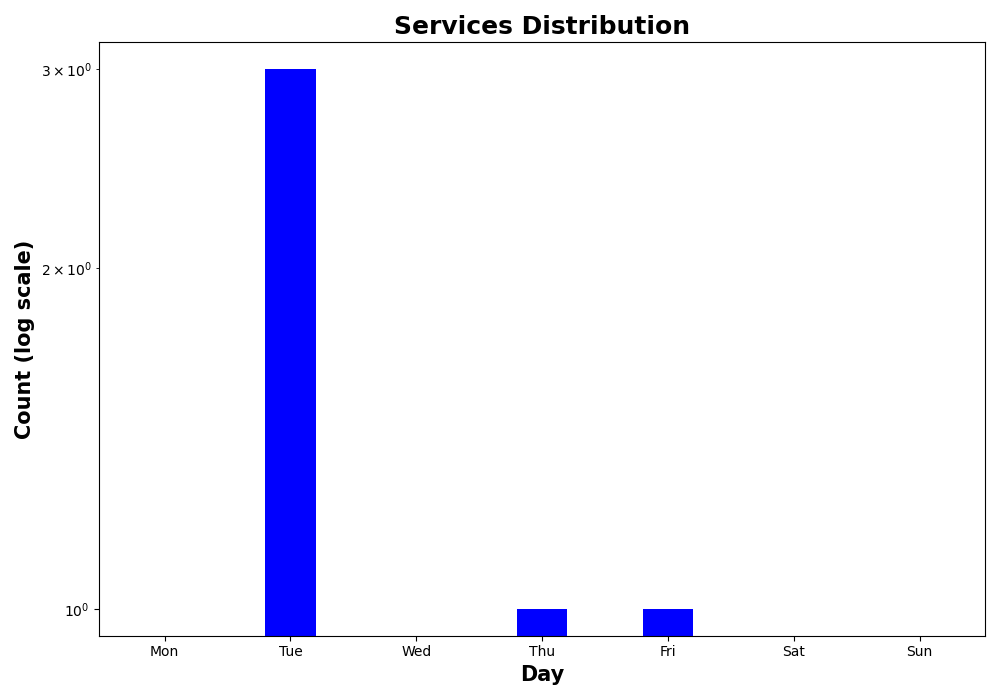 Services Distribution
Count (log scale)
3 × 10⁰
2 × 10⁰
10⁰
Mon Tue Wed Thu Fri Sat Sun
Day